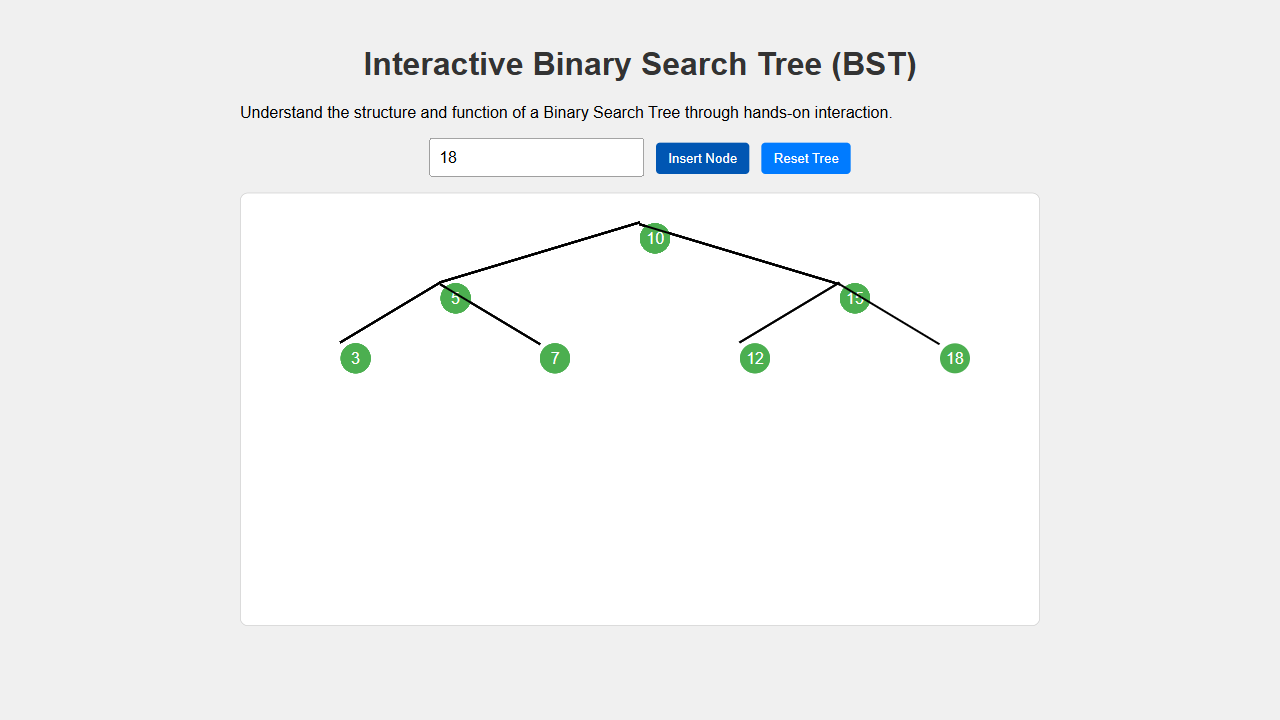 Interactive Binary Search Tree (BST)
Understand the structure and function of a Binary Search Tree through hands-on interaction.
18 Insert Node Reset Tree
10
5 15
3 7 12 18